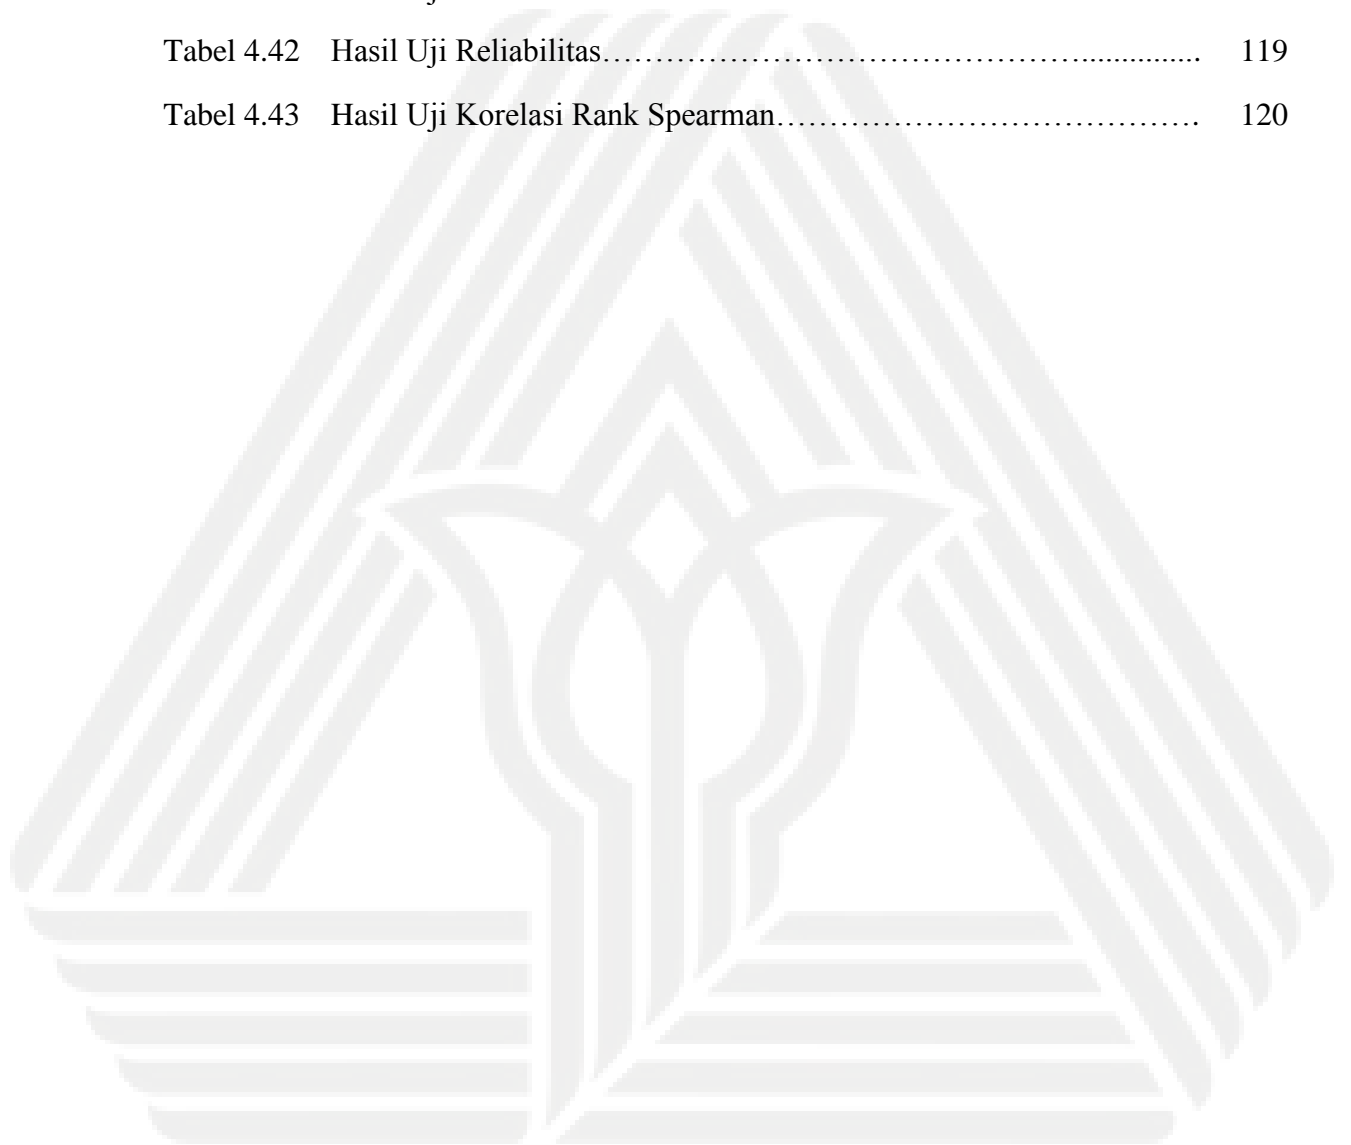 Tabel 4.42 Hasil Uji Reliabilitas……………………………………………............... 119
Tabel 4.43 Hasil Uji Korelasi Rank Spearman…………………………………. 120